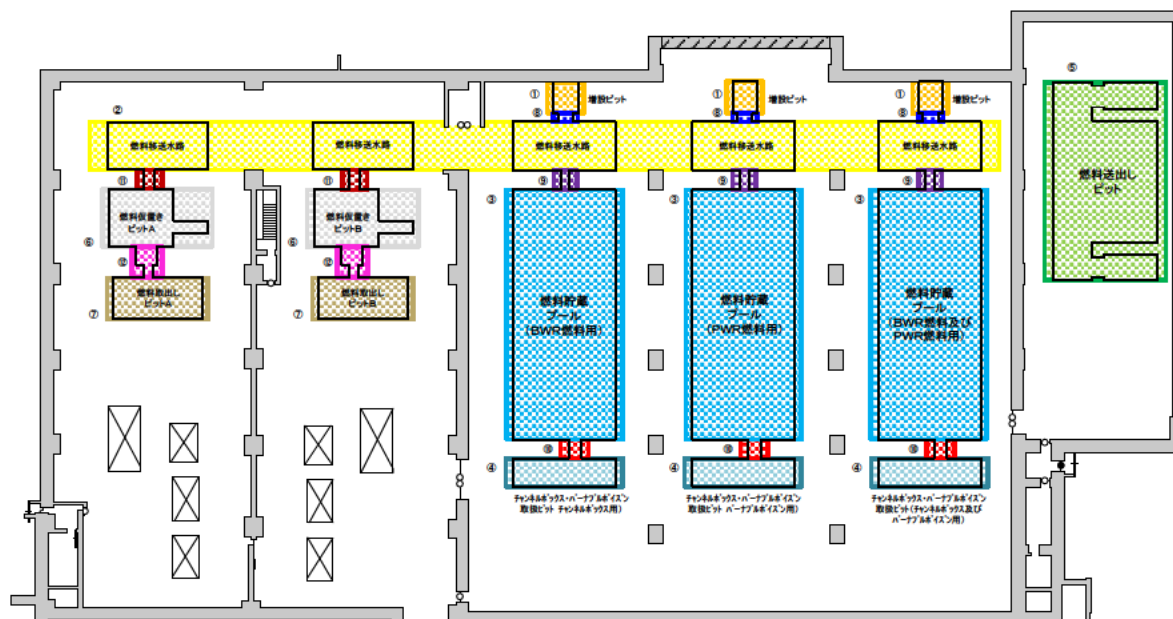 ⑤
① 増設ピット
① 増設ピット
① 増設ピット
②
⑧
⑧
⑧
燃料移送水路
燃料移送水路
燃料移送水路
燃料移送水路
燃料移送水路
燃料送出し
ピット
⑪
⑪
⑨
⑨
⑨
③
③
③
燃料仮置き
ピットA
燃料仮置き
ピットB
⑥
⑥
⑫
⑫
燃料取出し
ピットA
燃料取出し
ピットB
⑦
⑦
燃料貯蔵
プール
(BWR燃料用)
燃料貯蔵
プール
(PWR燃料用)
燃料貯蔵
プール
(BWR燃料及び
PWR燃料用)
⑩
⑩
⑩
④
④
④
チャンネルボックス・バーナブルポイズン
取扱ピット チャンネルボックス用)
チャンネルボックス・バーナブルポイズン
取扱ピット バーナブルポイズン用)
チャンネルボックス・バーナブルポイズン
取扱ピット(チャンネルボックス及び
バーナブルポイズン用)